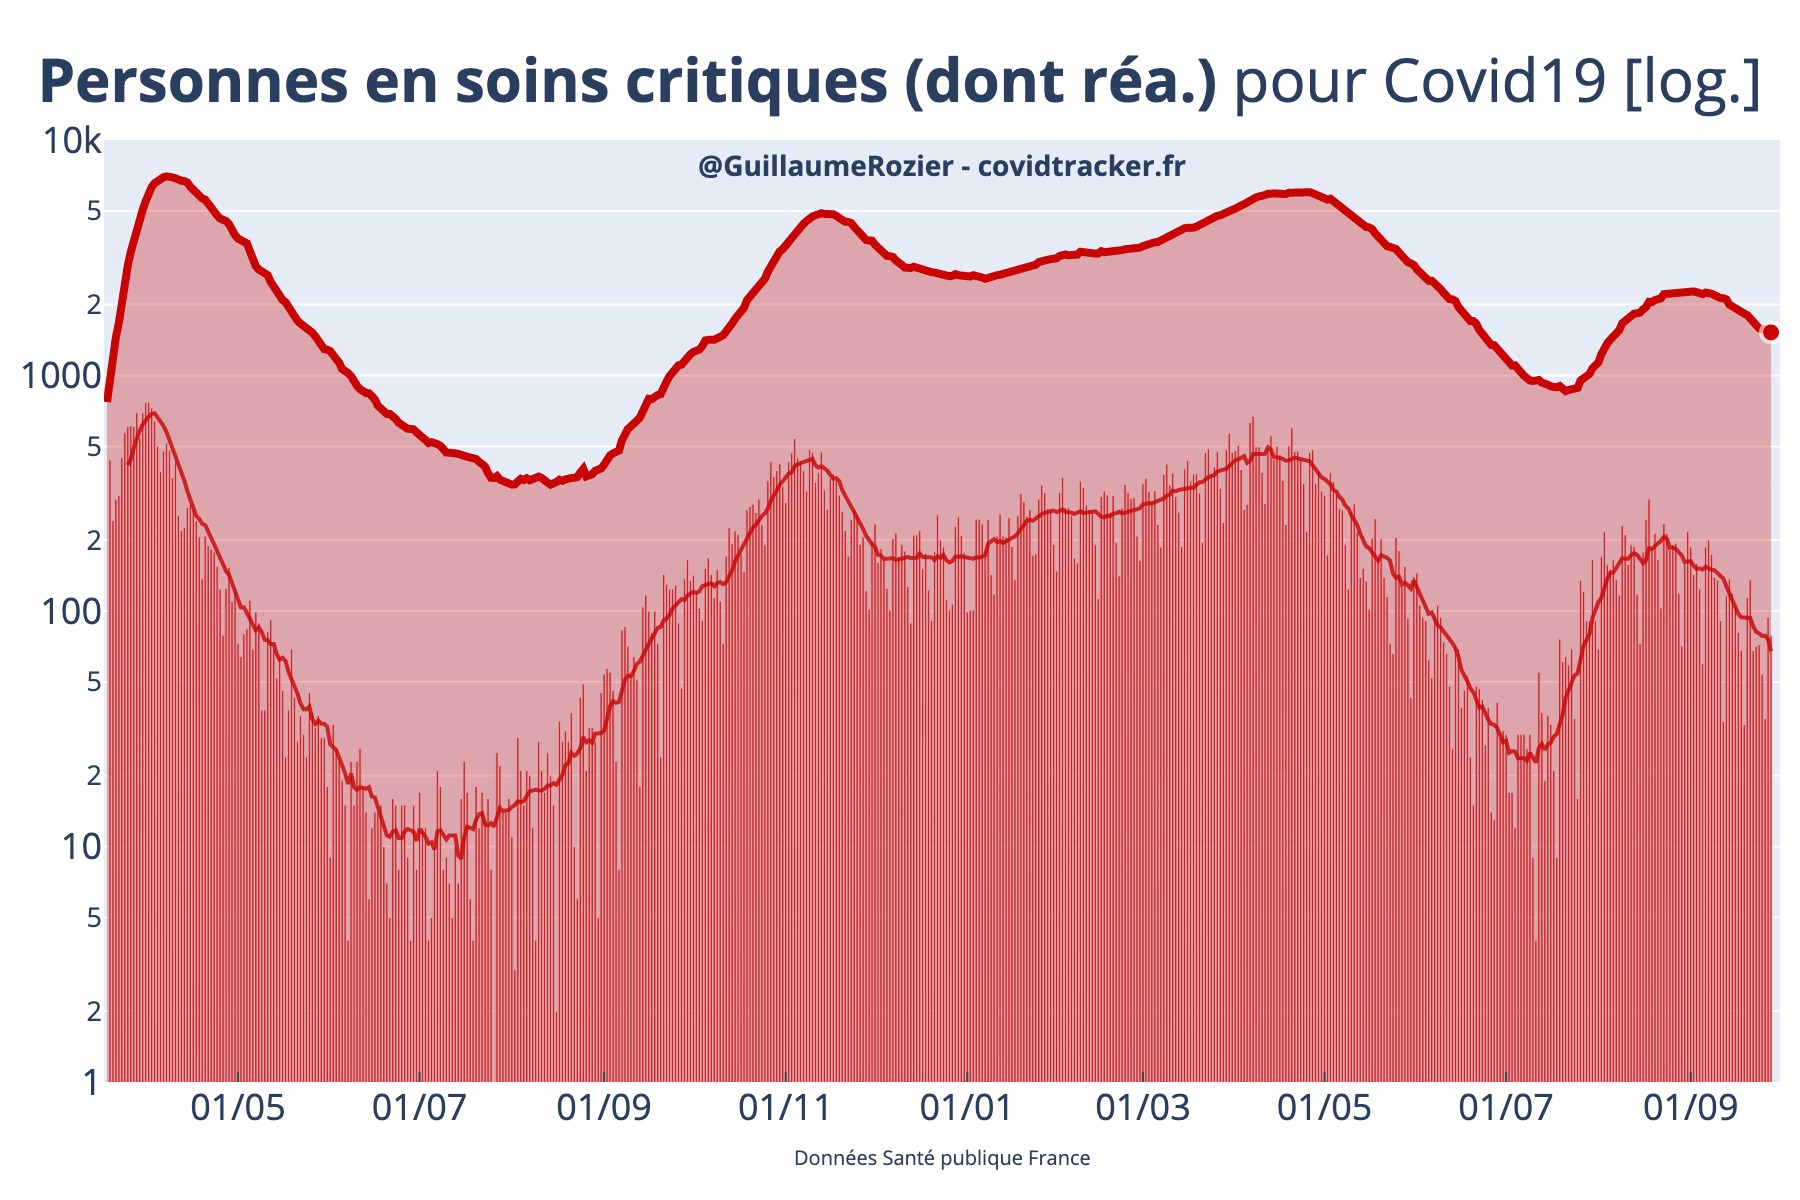 Personnes en soins critiques (dont réa.) pour Covid19 [log.]
@GuillaumeRozier - covidtracker.fr
10k
5
2
1000
5
2
100
5
2
10
5
2
1
01/05 01/07 01/09 01/11 01/01 01/03 01/05 01/07 01/09
Données Santé publique France